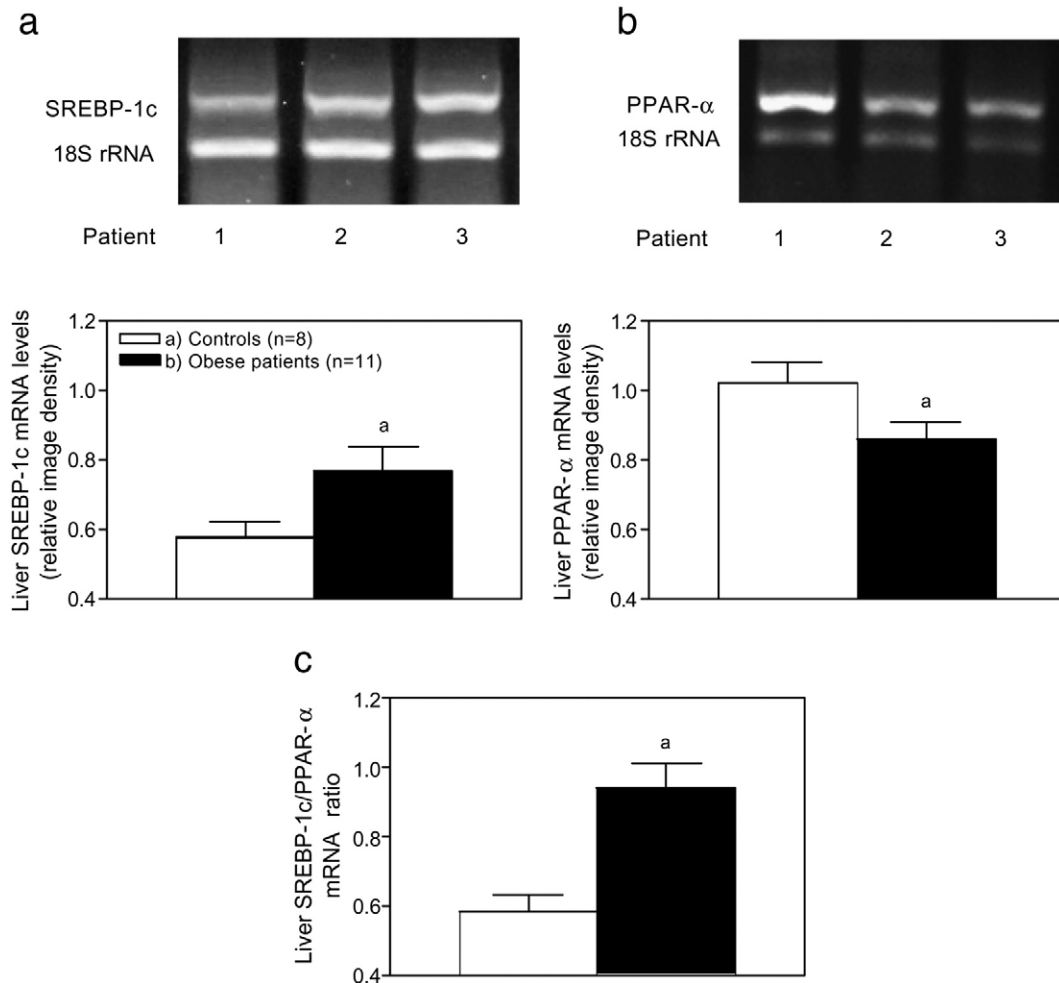 a
SREBP-1c
18S rRNA
Patient 1 2 3
b
PPAR-α
18S rRNA
1 2 3
Liver SREBP-1c mRNA levels
(relative image density)
1.2
1.0
0.8
0.6
0.4
a) Controls (n=8)
b) Obese patients (n=11)
a
Liver PPAR-α mRNA levels
(relative image density)
1.2
1.0
0.8
0.6
0.4
a
c
Liver SREBP-1c/PPAR-α
mRNA ratio
1.2
1.0
0.8
0.6
0.4
a